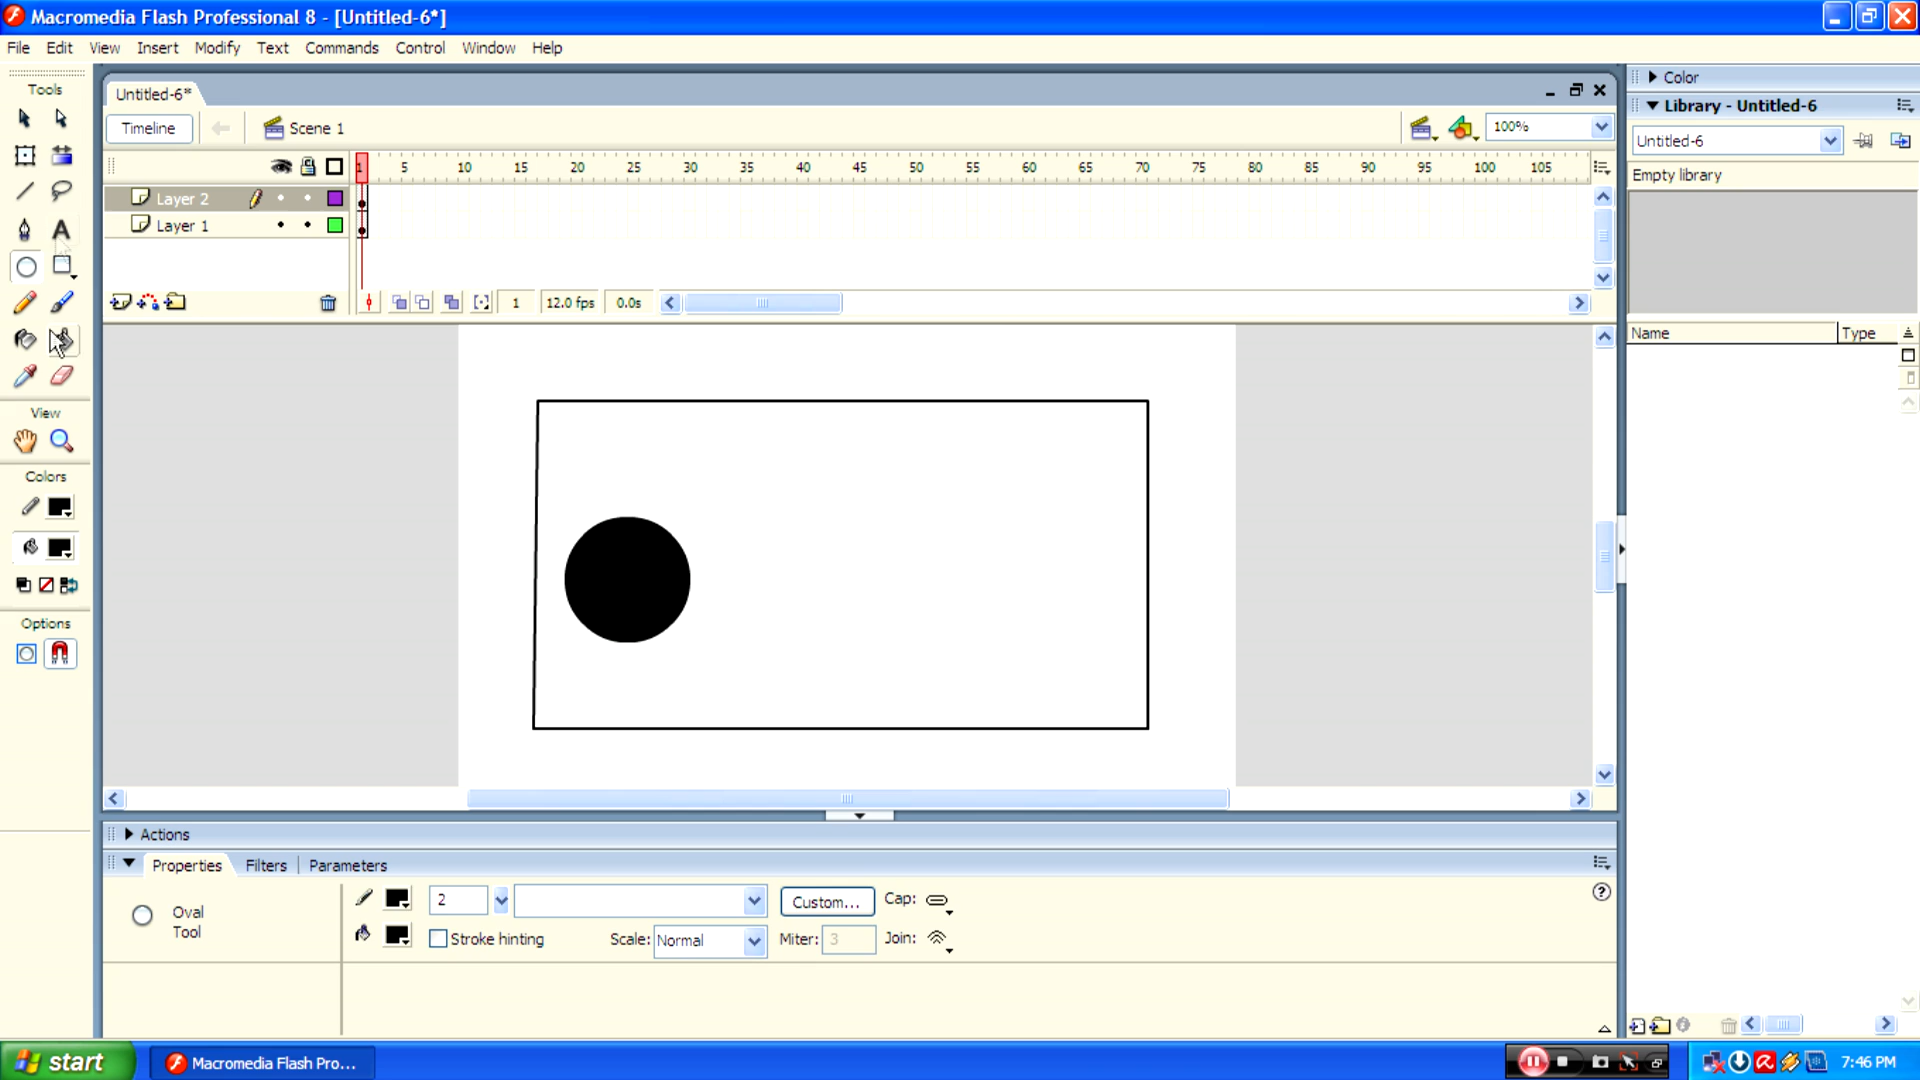 Macromedia Flash Professional 8 - [Untitled-6*]
File Edit View Insert Modify Text Commands Control Window Help
Tools
Untitled-6*
Color
Library - Untitled-6
Timeline
Scene 1
100%
Untitled-6
1 5 10 15 20 25 30 35 40 45 50 55 60 65 70 75 80 85 90 95 100 105
Empty library
Layer 2
Layer 1
1 12.0 fps 0.0s
Name Type
View
Colors
Options
Actions
Properties Filters Parameters
2 Custom... Cap:
Oval
Tool
Stroke hinting Scale: Normal Miter: 3 Join:
start Macromedia Flash Pro... 7:46 PM